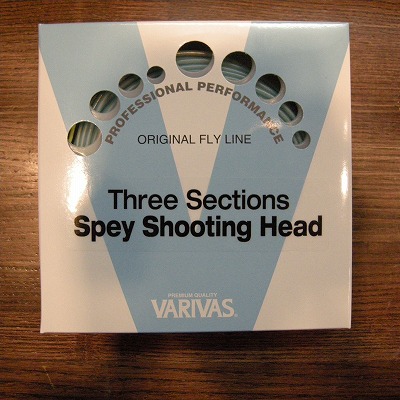 PROFESSIONAL PERFORMANCE
ORIGINAL FLY LINE
Three Sections
Spey Shooting Head
PREMIUM QUALITY
VARIVAS